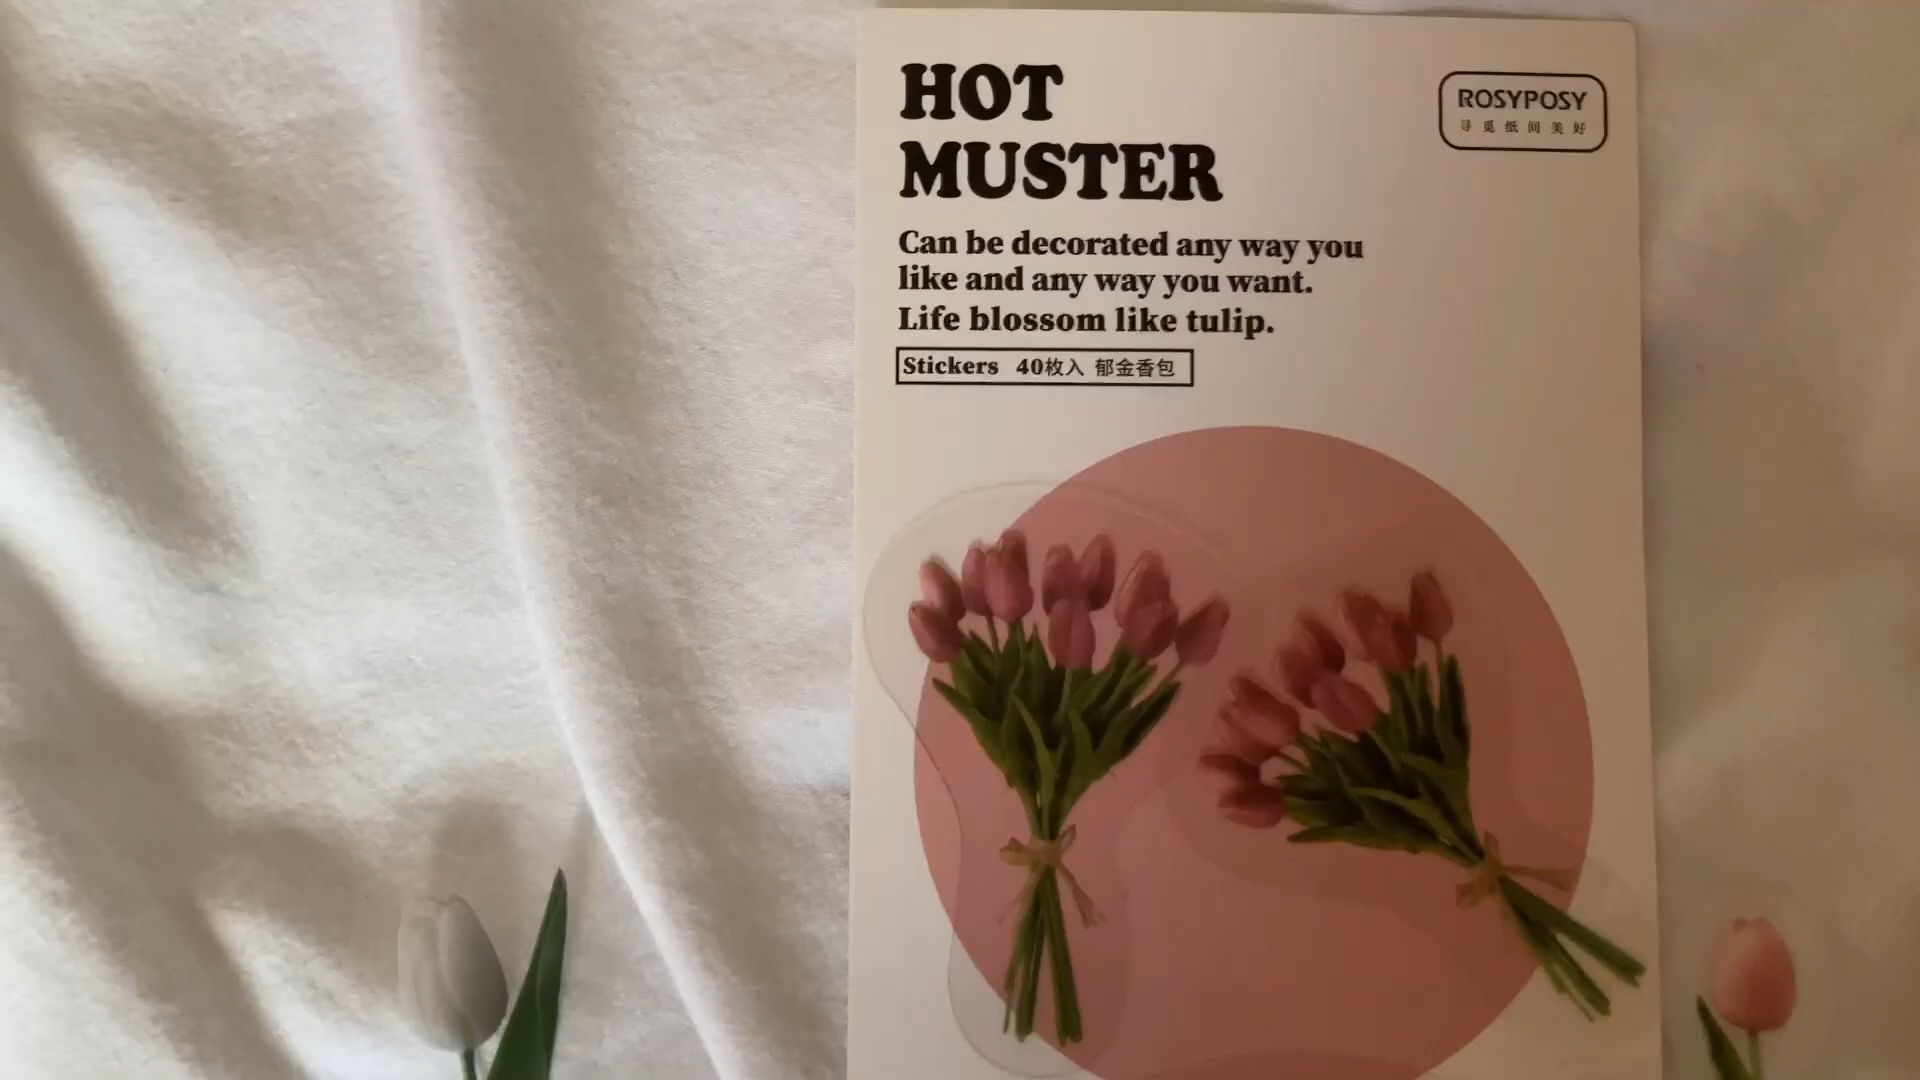 HOT
MUSTER
ROSYPOSY
寻觅纸间美好
Can be decorated any way you
like and any way you want.
Life blossom like tulip.
Stickers 40枚入 郁金香包